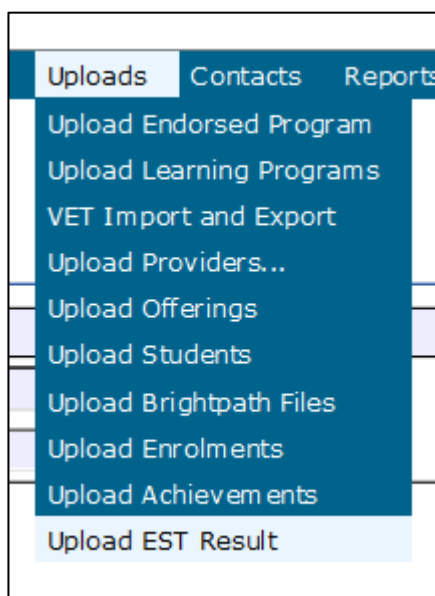 Uploads Contacts Reports
Upload Endorsed Program
Upload Learning Programs
VET Import and Export
Upload Providers...
Upload Offerings
Upload Students
Upload Brightpath Files
Upload Enrolments
Upload Achievements
Upload EST Result